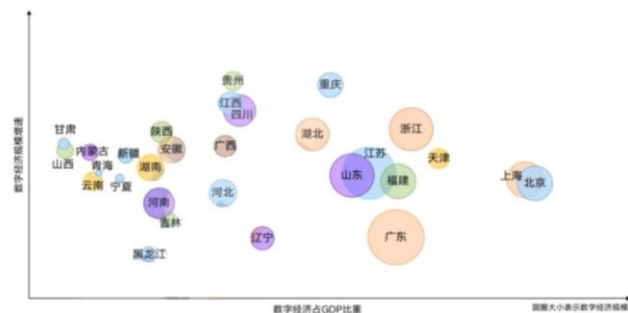 数字经济规模增速
贵州
重庆
江西
四川
甘肃
陕西
湖北
浙江
山西
内蒙古
新疆
安徽
广西
江苏
天津
青海
湖南
山东
福建
上海
北京
云南
宁夏
河南
河北
吉林
辽宁
广东
黑龙江
数字经济占GDP比重
圆圈大小表示数字经济规模